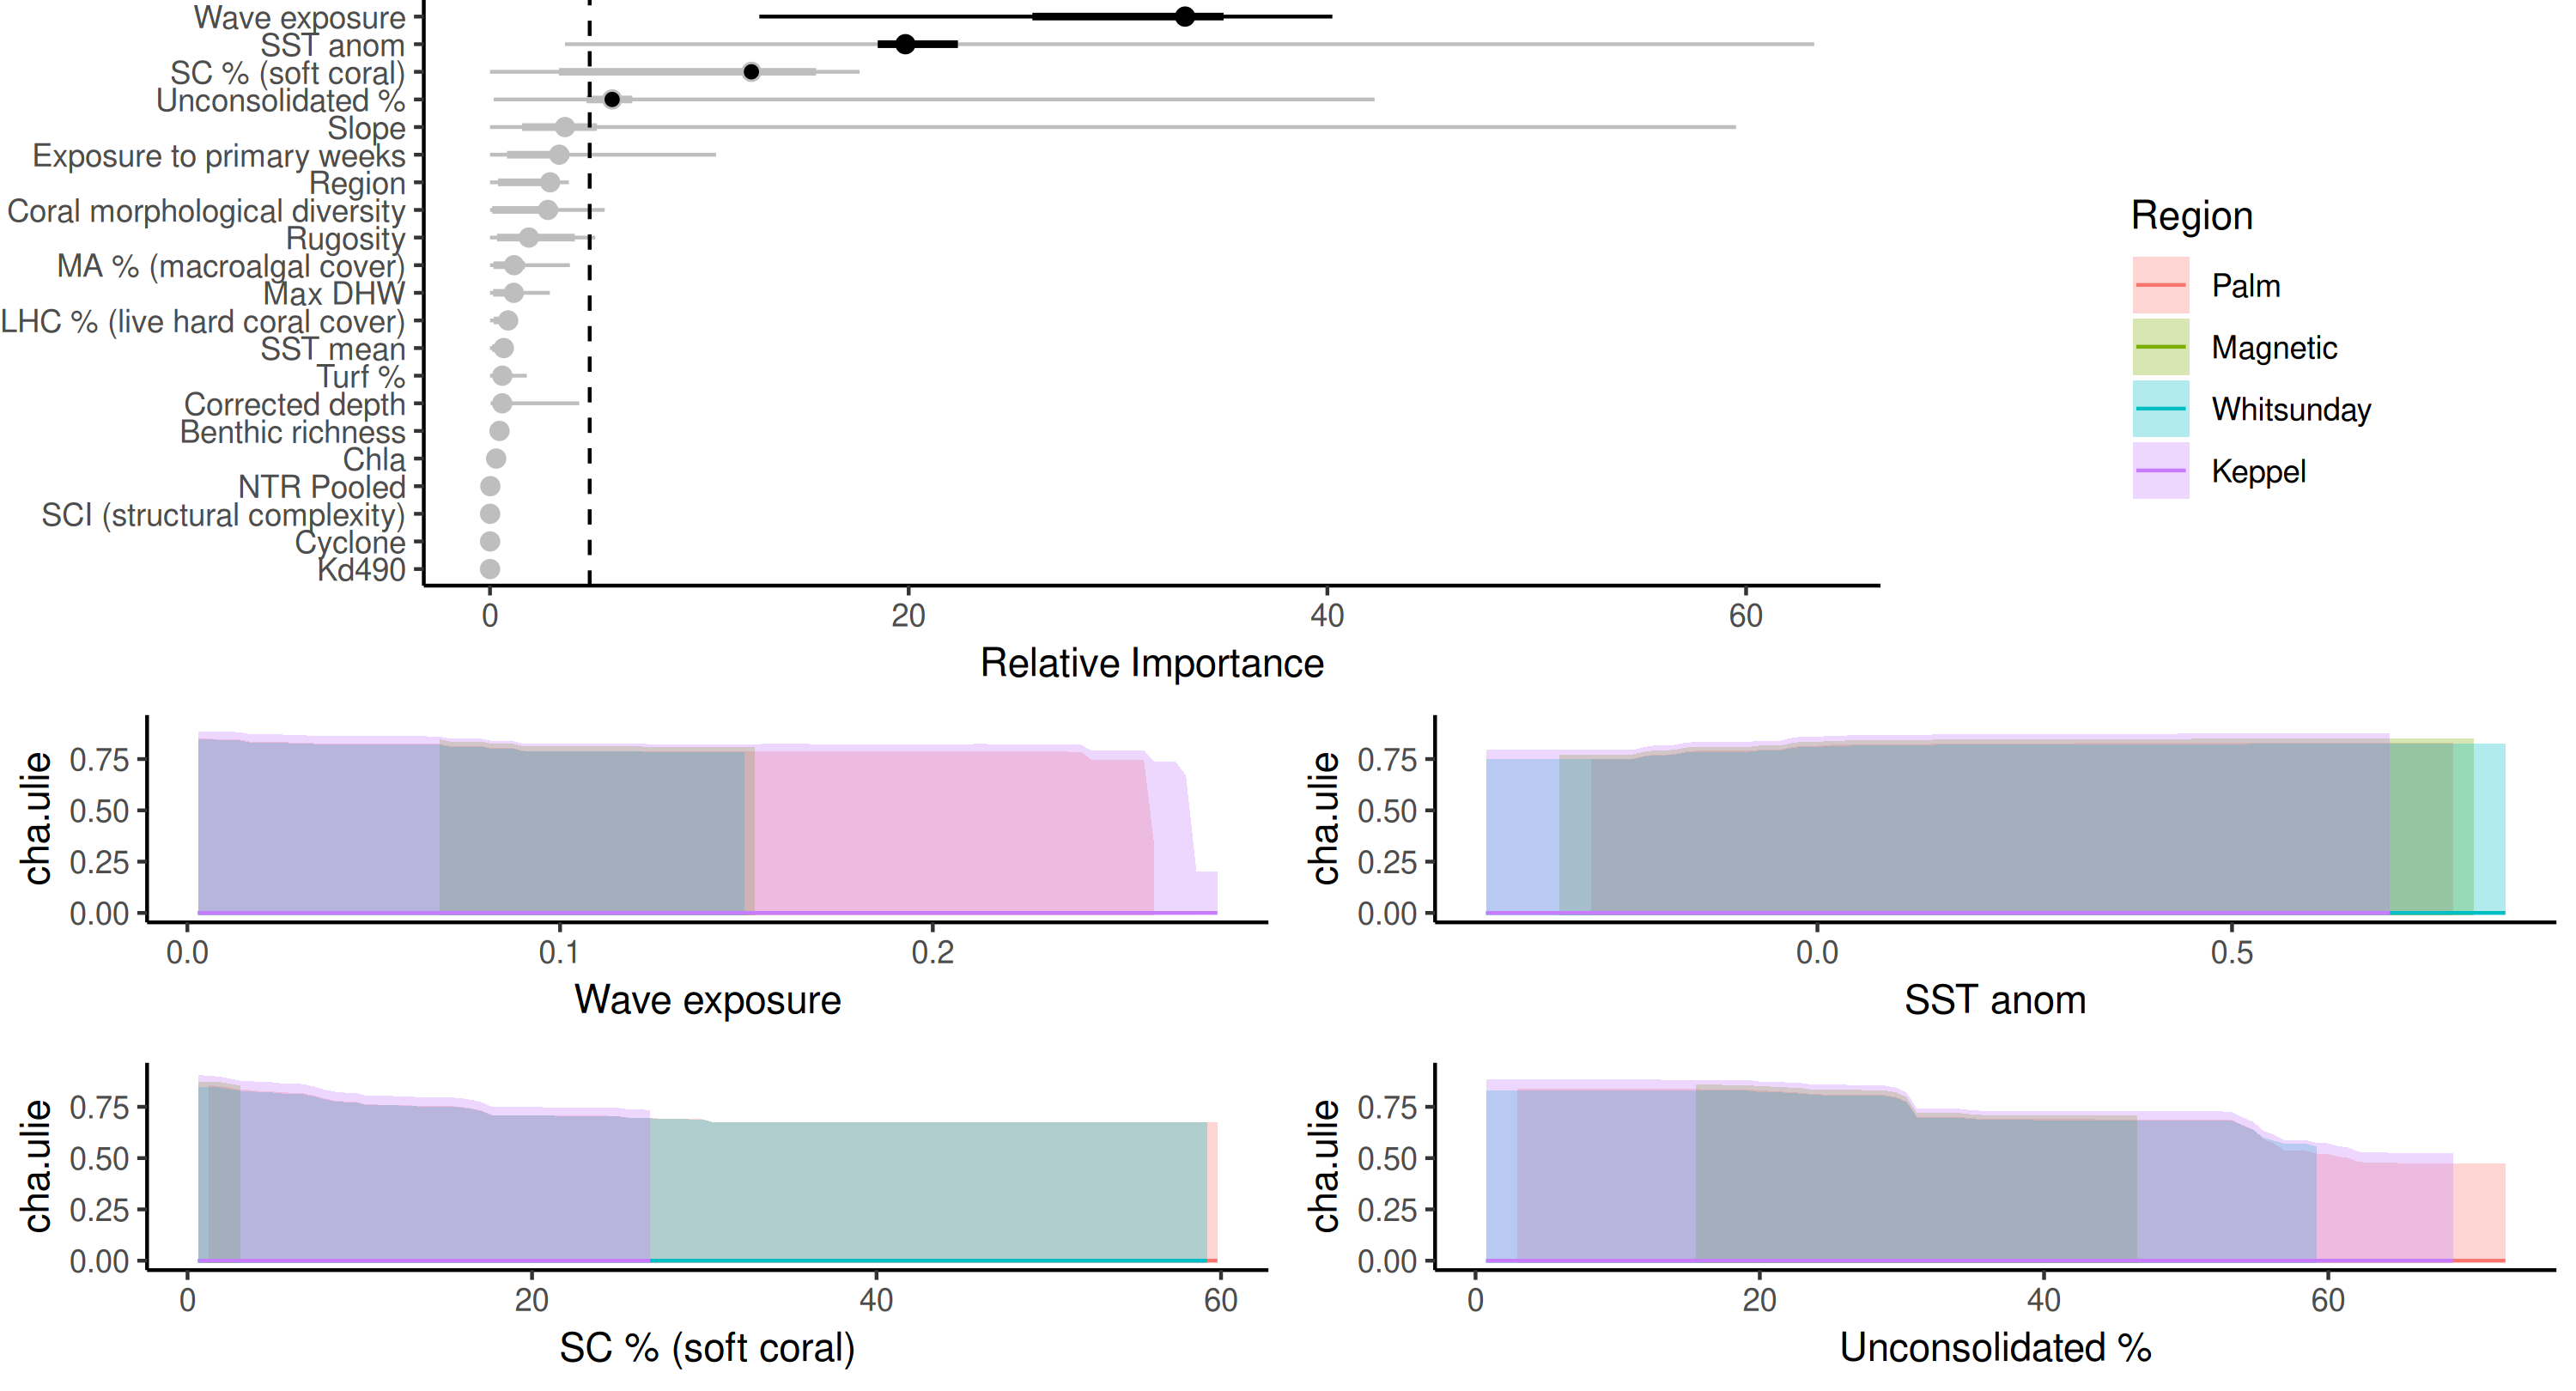 Wave exposure
SST anom
SC % (soft coral)
Unconsolidated %
Slope
Exposure to primary weeks
Region
Coral morphological diversity
Rugosity
MA % (macroalgal cover)
Max DHW
LHC % (live hard coral cover)
SST mean
Turf %
Corrected depth
Benthic richness
Chla
NTR Pooled
SCI (structural complexity)
Cyclone
Kd490
0 20 40 60
Relative Importance
Region
Palm
Magnetic
Whitsunday
Keppel
cha.ulie
0.75
0.50
0.25
0.00
0.0 0.1 0.2
Wave exposure
cha.ulie
0.75
0.50
0.25
0.00
0.0 0.5
SST anom
cha.ulie
0.75
0.50
0.25
0.00
0 20 40 60
SC % (soft coral)
cha.ulie
0.75
0.50
0.25
0.00
0 20 40 60
Unconsolidated %